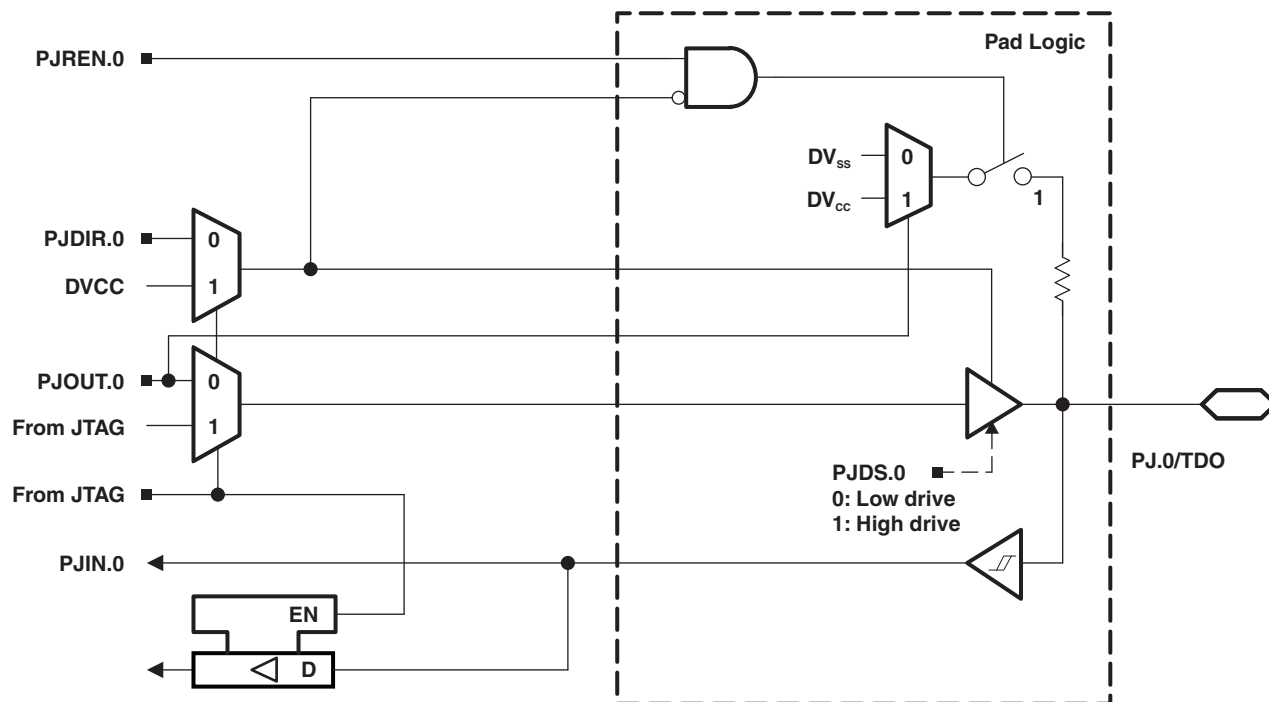 Pad Logic
PJREN.0
DVSS
0
DVCC
1
1
PJDIR.0
0
DVCC
1
PJOUT.0
0
From JTAG
1
PJ.0/TDO
PJDS.0
0: Low drive
1: High drive
From JTAG
PJIN.0
EN
D